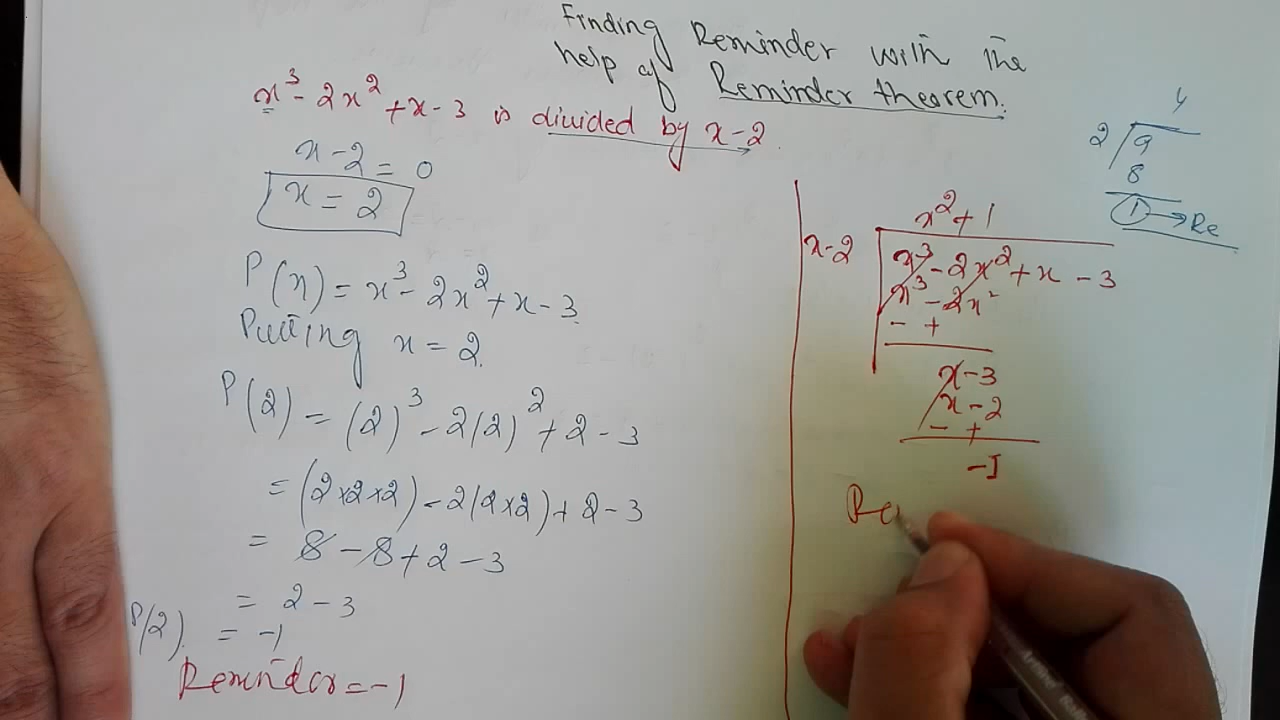 Finding Reminder with the
help of Reminder theorem.
x³ - 2x² + x - 3 is divided by x - 2
x - 2 = 0
x = 2
P(x) = x³ - 2x² + x - 3
Putting x = 2.
P(2) = (2)³ - 2(2)² + 2 - 3
= (2×2×2) - 2(2×2) + 2 - 3
= 8 - 8 + 2 - 3
= 2 - 3
P(2). = -1
Reminder = -1
4
2 9
8
1 → Re
x² + 1
x-2 x³ - 2x² + x - 3
x³ - 2x²
- +
x - 3
x - 2
- +
-1
Re